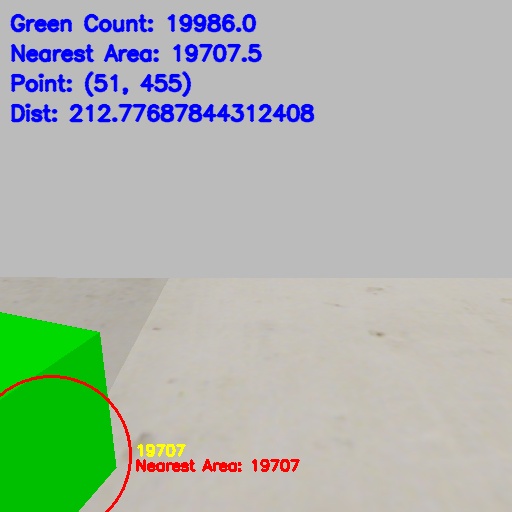 Green Count: 19986.0
Nearest Area: 19707.5
Point: (51, 455)
Dist: 212.77687844312408
19707
Nearest Area: 19707